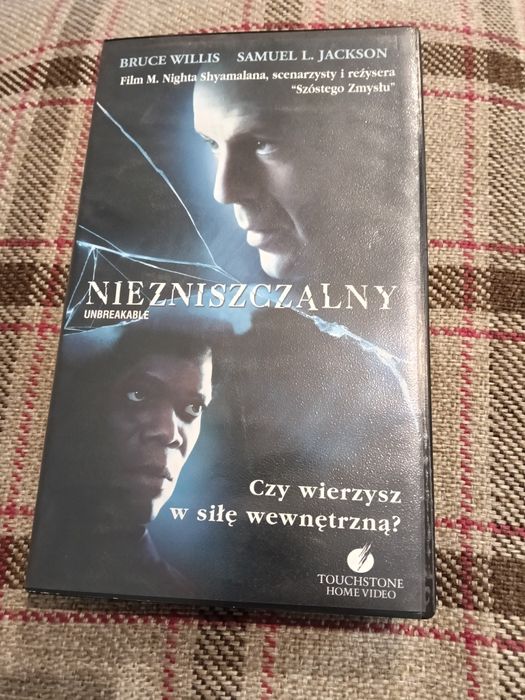 BRUCE WILLIS SAMUEL L. JACKSON
Film M. Nighta Shyamalana, scenarzysty i reżysera
"Szóstego Zmysłu"
NIEZNISZCZALNY
UNBREAKABLE
Czy wierzysz
w siłę wewnętrzną?
TOUCHSTONE
HOME VIDEO